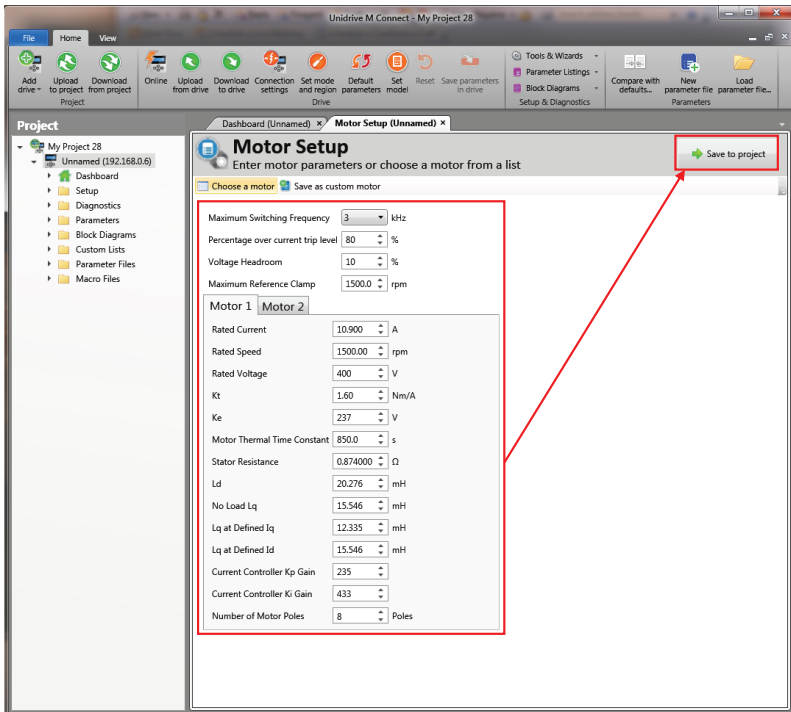 Unidrive M Connect - My Project 28
File Home View
Add drive Upload to project Download from project Online Upload from drive Download to drive Connection settings Set mode and region Default parameters Set model Reset Save parameters in drive Tools & Wizards Parameter Listings Block Diagrams Compare with defaults... New parameter file Load parameter file...
Project Drive Setup & Diagnostics Parameters
Project
My Project 28
Unnamed (192.168.0.6)
Dashboard
Setup
Diagnostics
Parameters
Block Diagrams
Custom Lists
Parameter Files
Macro Files
Dashboard (Unnamed) × Motor Setup (Unnamed) ×
Motor Setup
Enter motor parameters or choose a motor from a list
Save to project
Choose a motor Save as custom motor
Maximum Switching Frequency 3 kHz
Percentage over current trip level 80 %
Voltage Headroom 10 %
Maximum Reference Clamp 1500.0 rpm
Motor 1 Motor 2
Rated Current 10.900 A
Rated Speed 1500.00 rpm
Rated Voltage 400 V
Kt 1.60 Nm/A
Ke 237 V
Motor Thermal Time Constant 850.0 s
Stator Resistance 0.874000 Ω
Ld 20.276 mH
No Load Lq 15.546 mH
Lq at Defined Iq 12.335 mH
Lq at Defined Id 15.546 mH
Current Controller Kp Gain 235
Current Controller Ki Gain 433
Number of Motor Poles 8 Poles